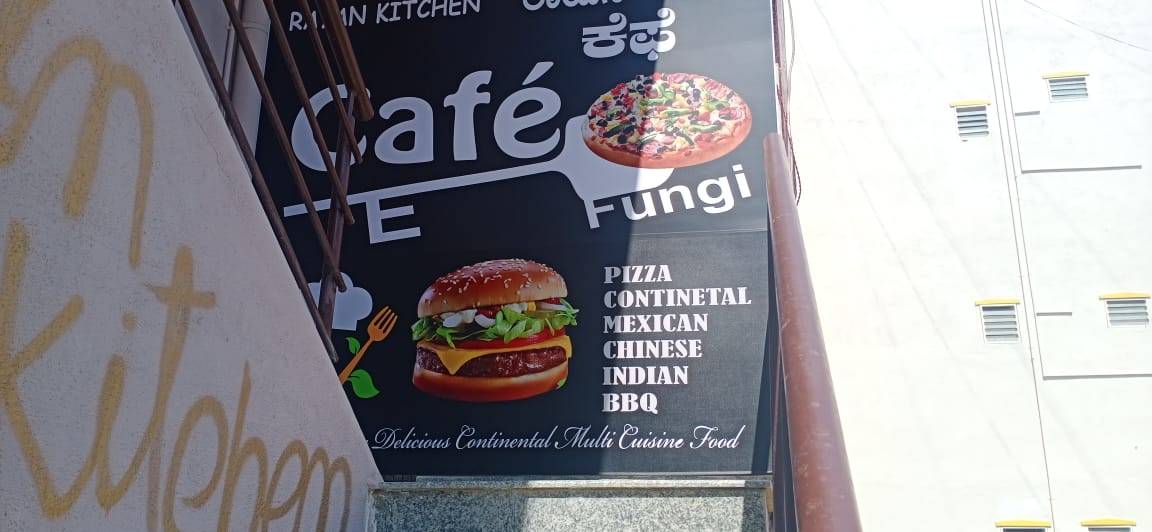 KITCHEN
ಕೆಫೆ
Café
E Fungi
PIZZA
CONTINETAL
MEXICAN
CHINESE
INDIAN
BBQ
Delicious Continental Multi Cuisine Food
Kitchen